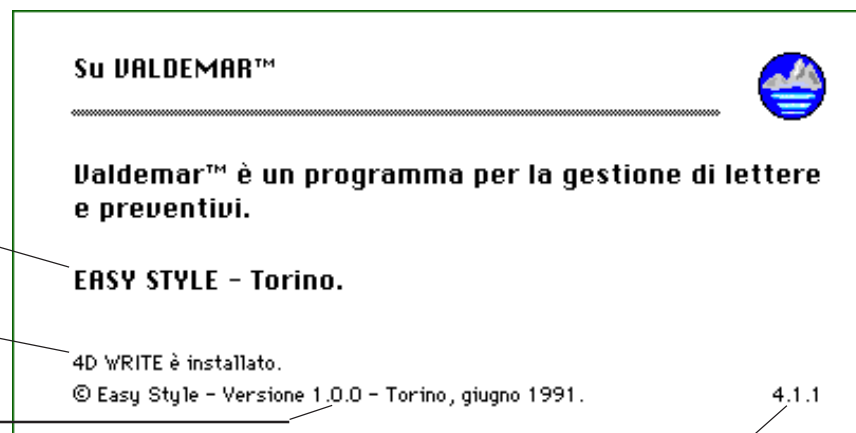 Su VALDEMAR™
Valdemar™ è un programma per la gestione di lettere
e preventivi.
EASY STYLE - Torino.
4D WRITE è installato.
© Easy Style - Versione 1.0.0 - Torino, giugno 1991. 4.1.1